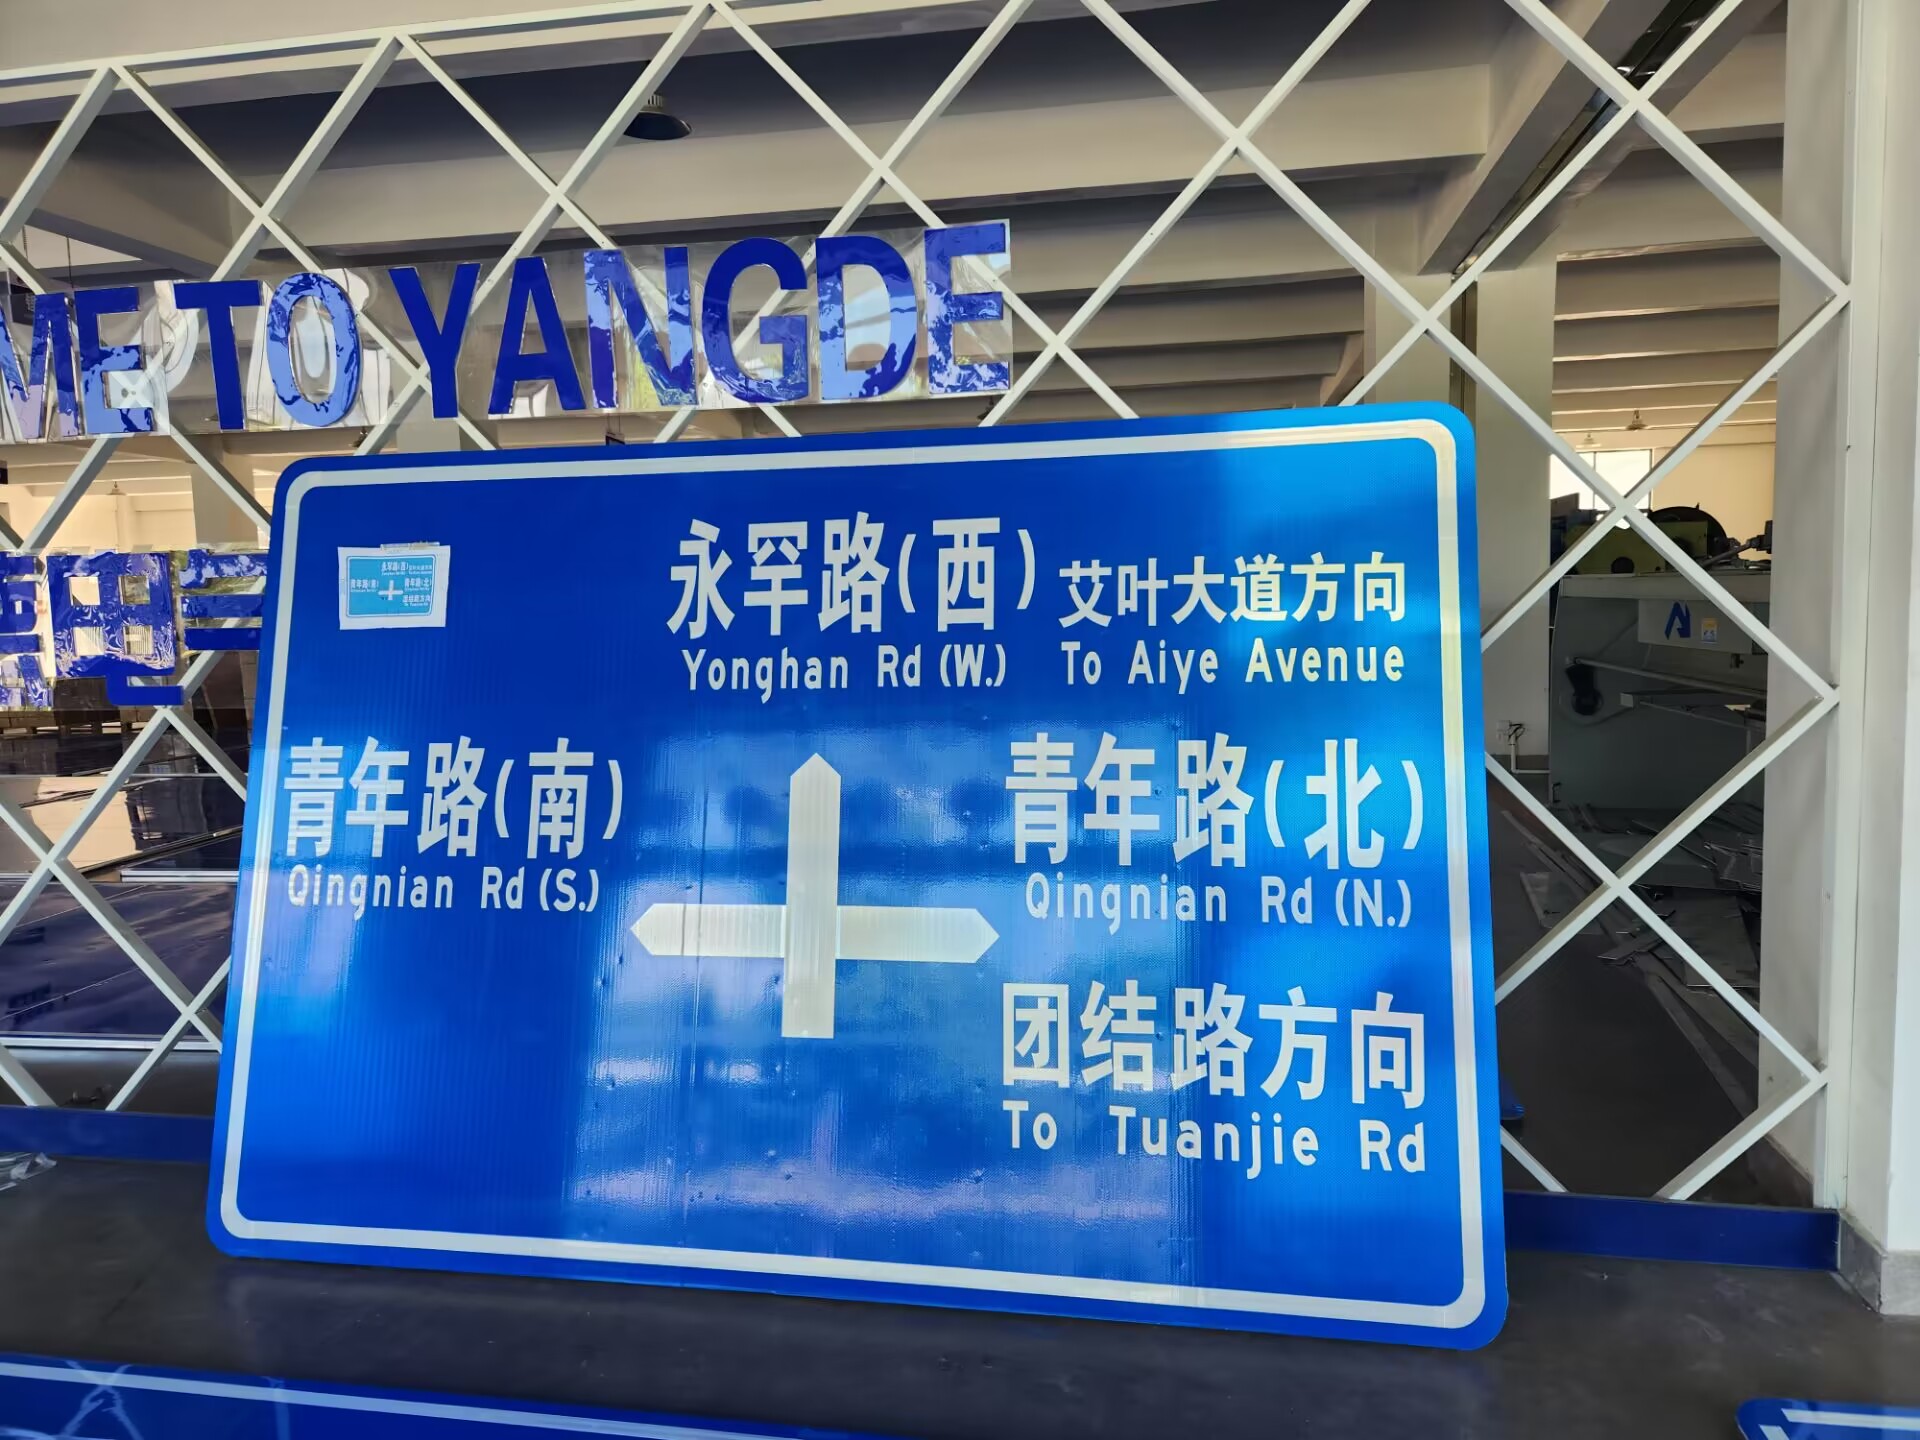 ME TO YANGDE
永罕路(西) 艾叶大道方向
Yonghan Rd (W.) To Aiye Avenue
青年路(南)
Qingnian Rd (S.)
青年路(北)
Qingnian Rd (N.)
团结路方向
To Tuanjie Rd